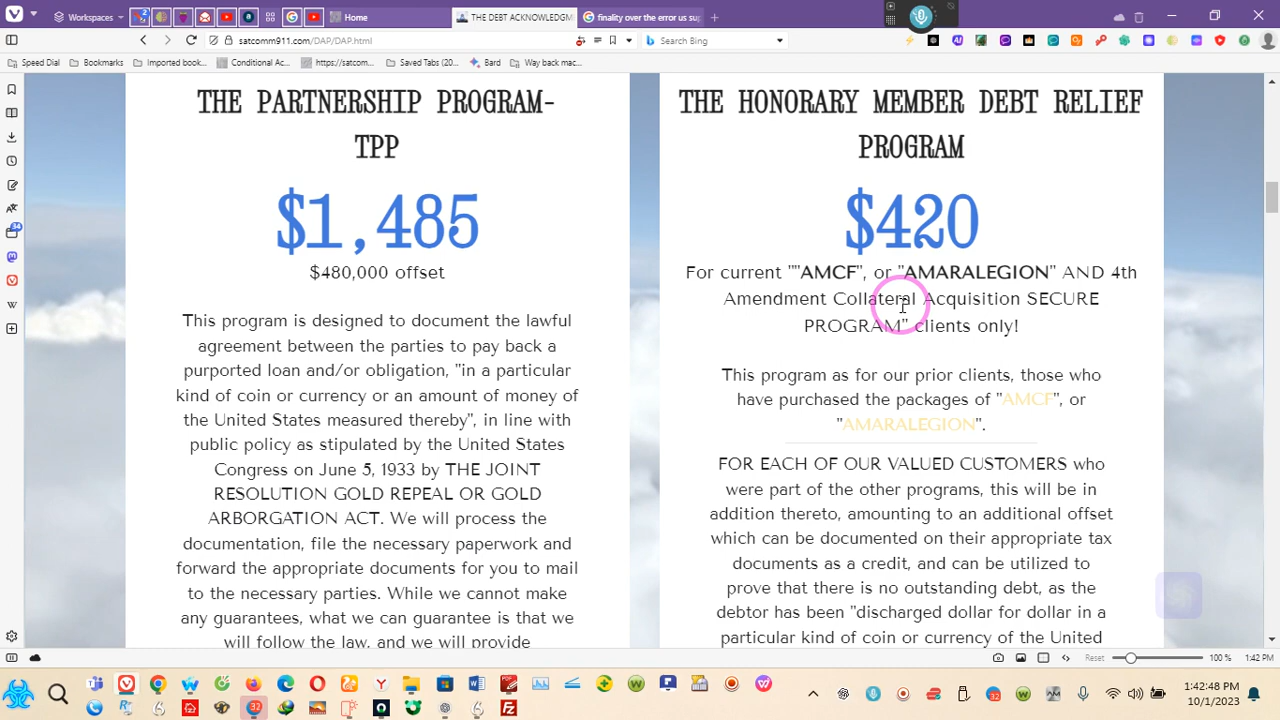 Workspaces
Home
THE DEBT ACKNOWLEDGM
finality over the error us su
satcomm911.com/DAP/DAP.html
Search Bing
Speed Dial
Bookmarks
Imported book...
Conditional Ac...
https://satcom...
Saved Tabs (20...
Bard
Way back mac...
THE PARTNERSHIP PROGRAM-
TPP
$1,485
$480,000 offset
This program is designed to document the lawful
agreement between the parties to pay back a
purported loan and/or obligation, "in a particular
kind of coin or currency or an amount of money of
the United States measured thereby", in line with
public policy as stipulated by the United States
Congress on June 5, 1933 by THE JOINT
RESOLUTION GOLD REPEAL OR GOLD
ARBORGATION ACT. We will process the
documentation, file the necessary paperwork and
forward the appropriate documents for you to mail
to the necessary parties. While we cannot make
any guarantees, what we can guarantee is that we
will follow the law, and we will provide
THE HONORARY MEMBER DEBT RELIEF
PROGRAM
$420
For current ""AMCF", or "AMARALEGION" AND 4th
Amendment Collateral Acquisition SECURE
PROGRAM" clients only!
This program as for our prior clients, those who
have purchased the packages of "AMCF", or
"AMARALEGION".
FOR EACH OF OUR VALUED CUSTOMERS who
were part of the other programs, this will be in
addition thereto, amounting to an additional offset
which can be documented on their appropriate tax
documents as a credit, and can be utilized to
prove that there is no outstanding debt, as the
debtor has been "discharged dollar for dollar in a
particular kind of coin or currency of the United
Reset
100 %
1:42 PM
1:42:48 PM
10/1/2023